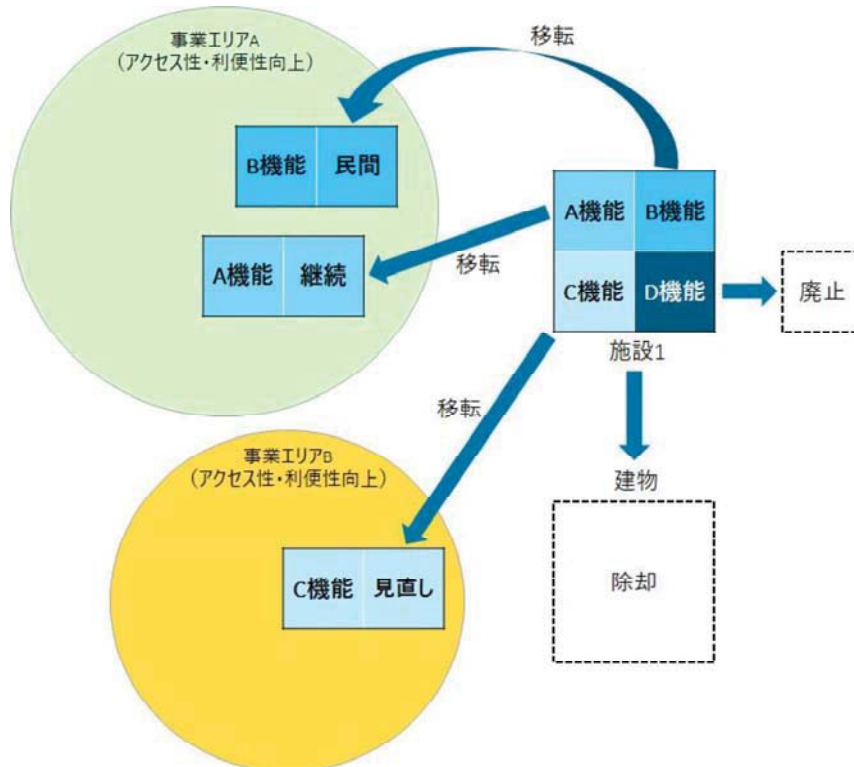 事業エリアA
(アクセス性・利便性向上)
移転
B機能 民間
A機能 継続
移転
A機能 B機能
C機能 D機能
施設1
廃止
移転
建物
除却
事業エリアB
(アクセス性・利便性向上)
C機能 見直し